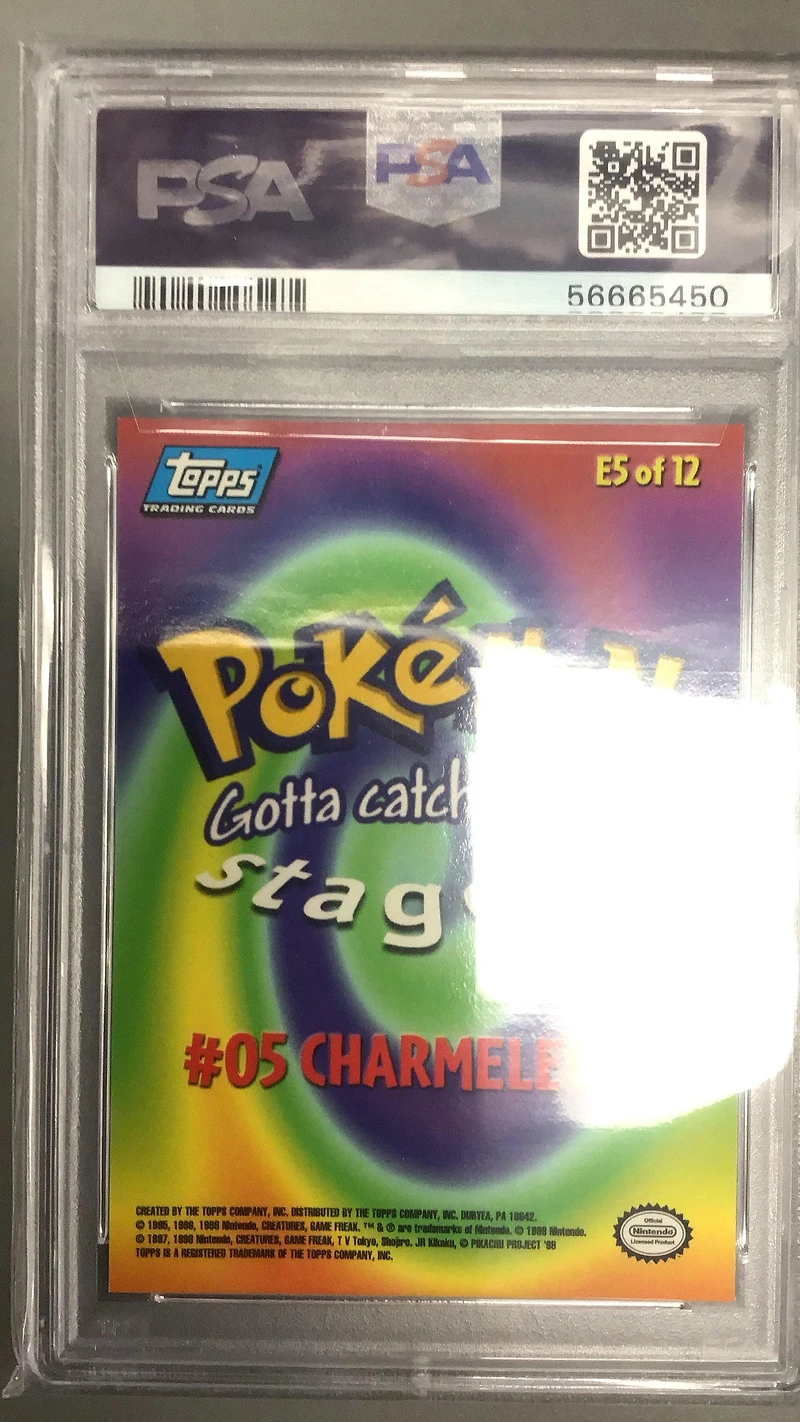 PSA
PSA
56665450
topps
TRADING CARDS
E5 of 12
Poké
Gotta catch
stag
#05 CHARMELE
CREATED BY THE TOPPS COMPANY, INC. DISTRIBUTED BY THE TOPPS COMPANY, INC. DURYEA, PA 18642.
© 1995, 1996, 1998 Nintendo, CREATURES, GAME FREAK. ™ & ® are trademarks of Nintendo. © 1998 Nintendo.
© 1997, 1998 Nintendo, CREATURES, GAME FREAK, T V Tokyo, Shopro. JR Kikaku, © PIKACHU PROJECT '98
TOPPS IS A REGISTERED TRADEMARK OF THE TOPPS COMPANY, INC.
Official
Nintendo
Licensed Product